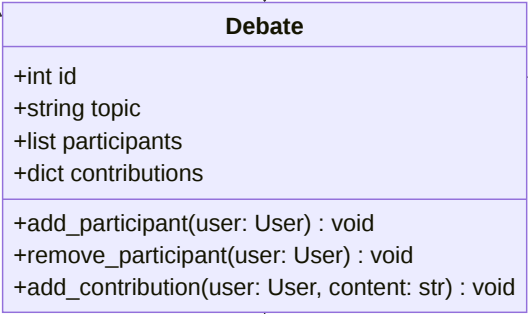 Debate
+int id
+string topic
+list participants
+dict contributions
+add_participant(user: User) : void
+remove_participant(user: User) : void
+add_contribution(user: User, content: str) : void